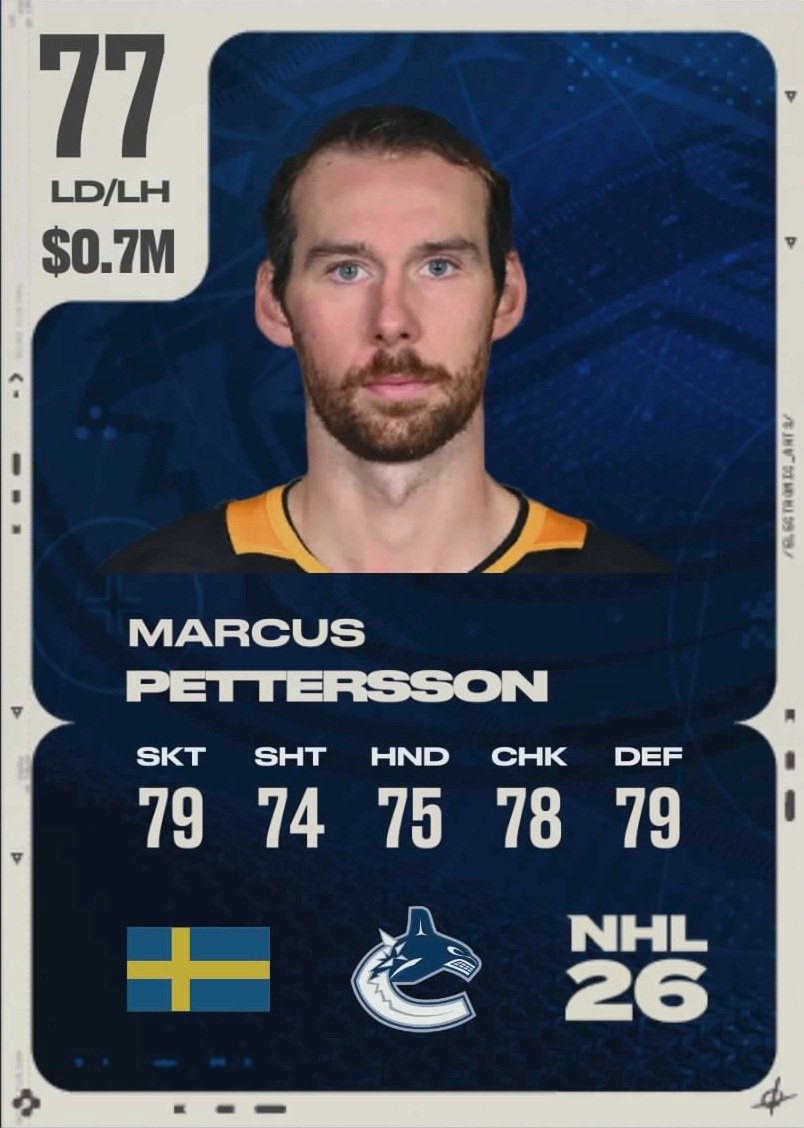 77
LD/LH
$0.7M
/ELECTRONIC_ARTS/
MARCUS
PETTERSSON
SKT SHT HND CHK DEF
79 74 75 78 79
NHL
26